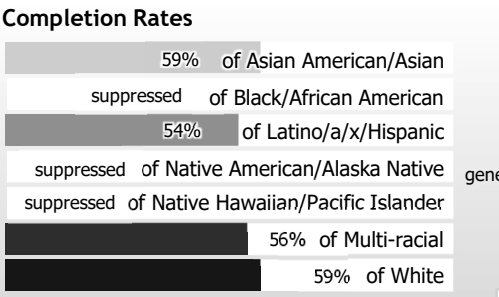 Completion Rates
59% of Asian American/Asian
suppressed of Black/African American
54% of Latino/a/x/Hispanic
suppressed of Native American/Alaska Native
suppressed of Native Hawaiian/Pacific Islander
56% of Multi-racial
59% of White